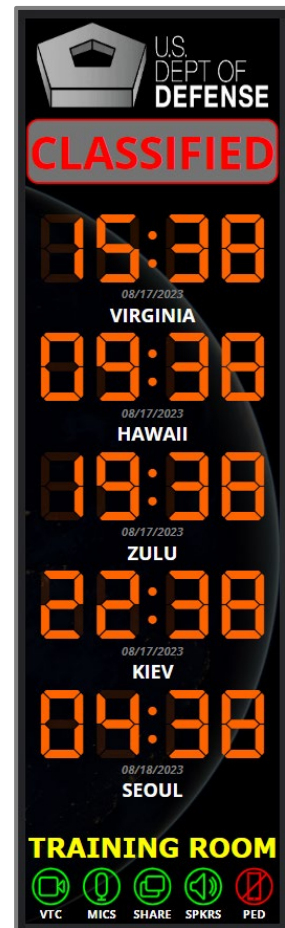 U.S.
DEPT OF
DEFENSE
CLASSIFIED
15:38
08/17/2023
VIRGINIA
09:38
08/17/2023
HAWAII
19:38
08/17/2023
ZULU
22:38
08/17/2023
KIEV
04:38
08/18/2023
SEOUL
TRAINING ROOM
VTC MICS SHARE SPKRS PED